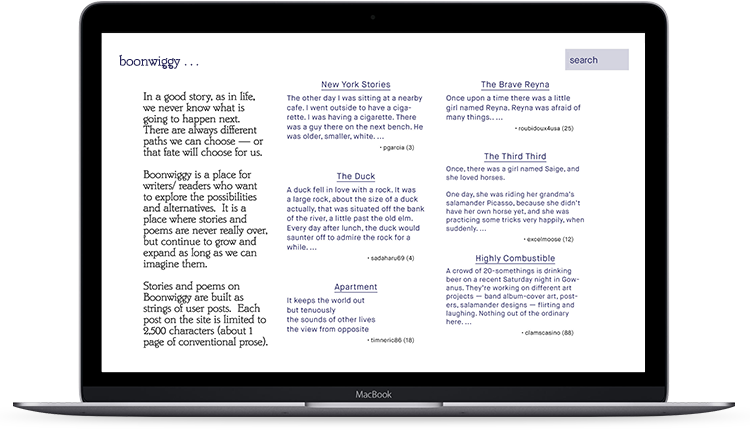 boonwiggy . . .
search
In a good story, as in life,
we never know what is
going to happen next.
There are always different
paths we can choose — or
that fate will choose for us.
Boonwiggy is a place for
writers/ readers who want
to explore the possibilities
and alternatives.  It is a
place where stories and
poems are never really over,
but continue to grow and
expand as long as we can
imagine them.
Stories and poems on
Boonwiggy are built as
strings of user posts.  Each
post on the site is limited to
2,500 characters (about 1
page of conventional prose).
New York Stories
The other day I was sitting at a nearby
cafe. I went outside to have a ciga-
rette. I was having a cigarette. There
was a guy there on the next bench. He
was older, smaller, white. ...
• pgarcia (3)
The Duck
A duck fell in love with a rock. It was
a large rock, about the size of a duck
actually, that was situated off the bank
of the river, a little past the old elm.
Every day after lunch, the duck would
saunter off to admire the rock for a
while. ...
• sadaharu69 (4)
Apartment
It keeps the world out
but tenuously
the sounds of other lives
the view from opposite
• timneric86 (18)
The Brave Reyna
Once upon a time there was a little
girl named Reyna. Reyna was afraid of
many things.. ...
• roubidoux4usa (25)
The Third Third
Once, there was a girl named Saige, and
she loved horses.
One day, she was riding her grandma's
salamander Picasso, because she didn't
have her own horse yet, and she was
practicing some tricks very happily, when
suddenly. ...
• excelmoose (12)
Highly Combustible
A crowd of 20-somethings is drinking
beer on a recent Saturday night in Gow-
anus. They're working on different art
projects — band album-cover art, post-
ers, salamander designs — flirting and
laughing. Nothing out of the ordinary
here. ...
• clamscasino (88)
MacBook